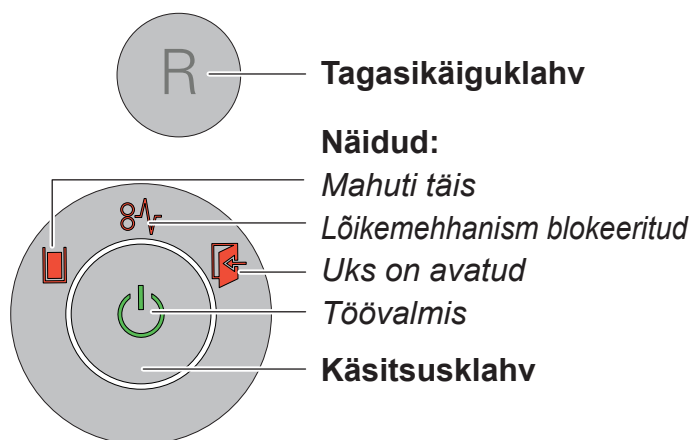 R
Tagasikäiguklahv
Näidud:
Mahuti täis
Lõikemehhanism blokeeritud
Uks on avatud
Töövalmis
Käsitsusklahv